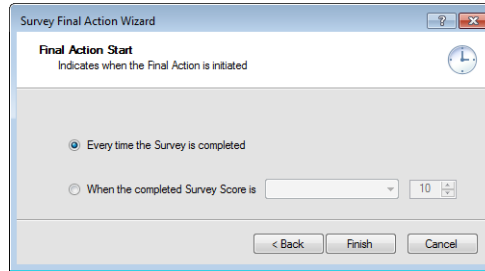 Survey Final Action Wizard
Final Action Start
Indicates when the Final Action is initiated
Every time the Survey is completed
When the completed Survey Score is 10
< Back Finish Cancel